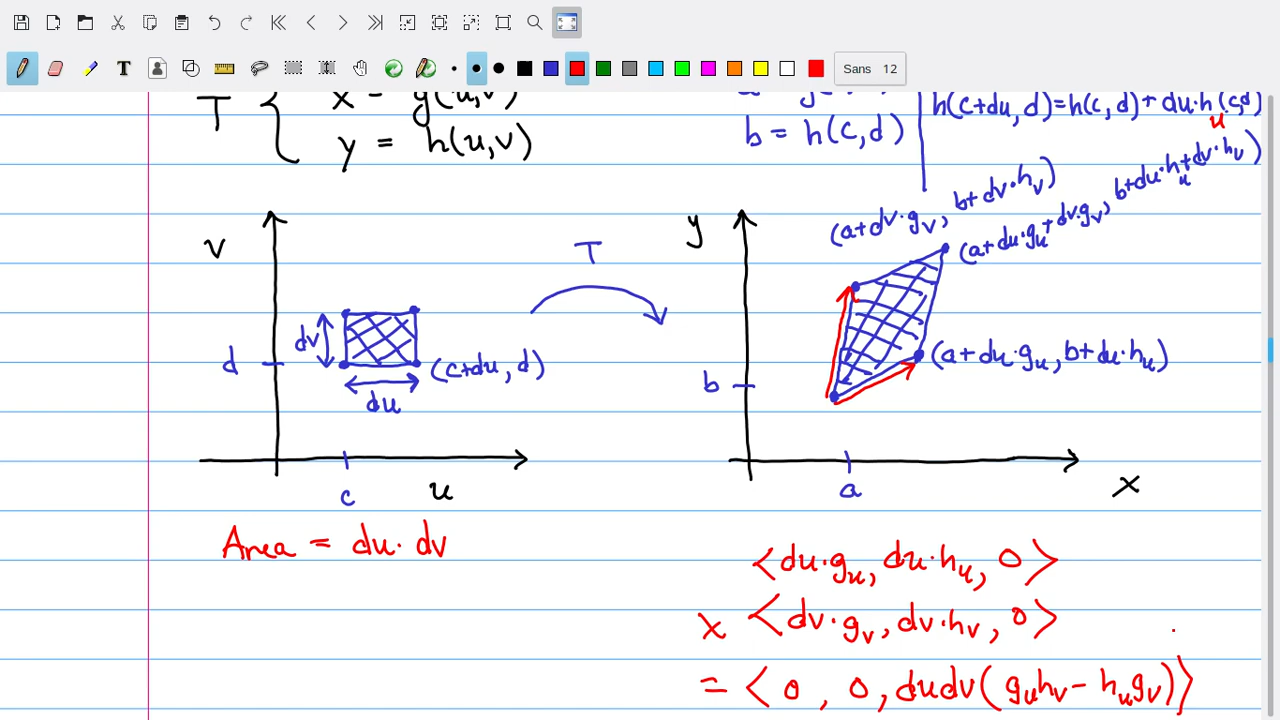 Sans 12
T { x = g(u,v)
y = h(u,v)
b = h(c,d)
h(c+du, d)=h(c,d)+du·h_u(c,d)
(a+dv·g_v, b+dv·h_v)
(a+du·g_u+dv·g_v, b+du·h_u+dv·h_v)
v
T
y
dv
d
(c+du, d)
(a+du·g_u, b+du·h_u)
b
du
c
u
a
x
Area = du·dv
<du·g_u, du·h_u, 0>
x <dv·g_v, dv·h_v, 0>
= <0, 0, dudv(g_uh_v - h_ug_v)>